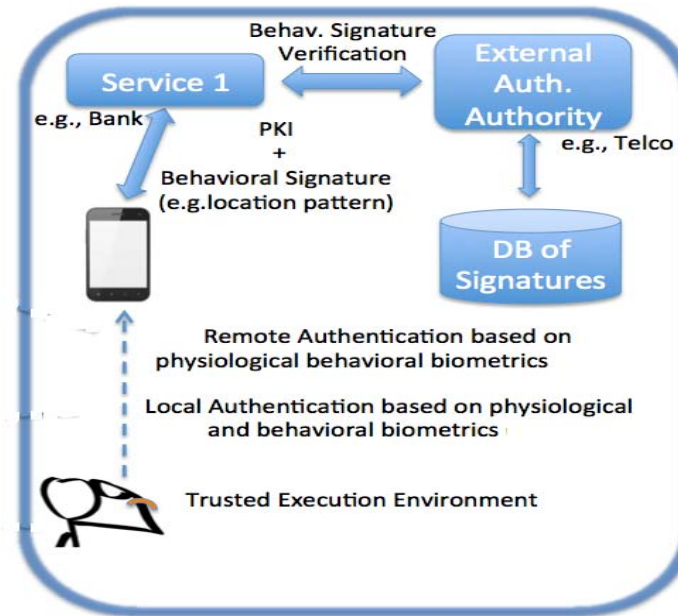 Behav. Signature
Verification
Service 1
External
Auth.
Authority
e.g., Bank
e.g., Telco
PKI
+
Behavioral Signature
(e.g.location pattern)
DB of
Signatures
Remote Authentication based on
physiological behavioral biometrics
Local Authentication based on physiological
and behavioral biometrics
Trusted Execution Environment